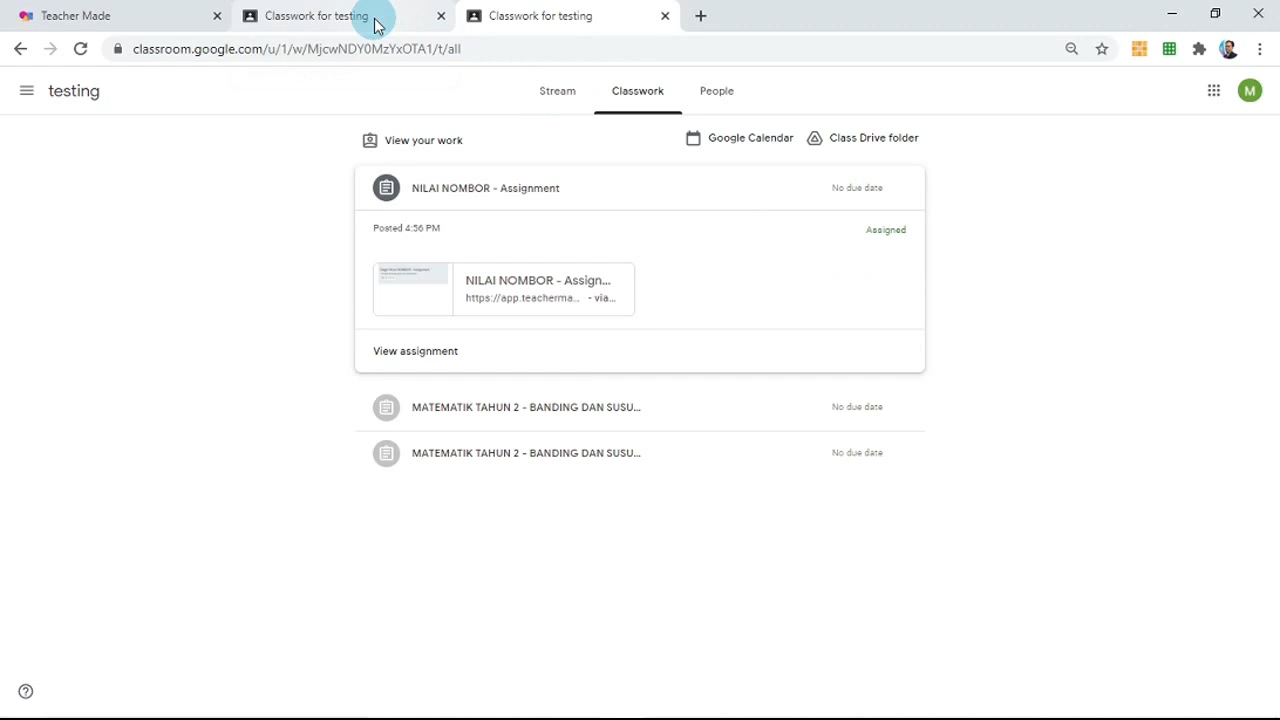 Teacher Made
Classwork for testing
Classwork for testing
classroom.google.com/u/1/w/MjcwNDY0MzYxOTA1/t/all
testing
Stream
Classwork
People
M
View your work
Google Calendar
Class Drive folder
NILAI NOMBOR - Assignment
No due date
Posted 4:56 PM
Assigned
NILAI NOMBOR - Assign...
https://app.teacherma... - via...
View assignment
MATEMATIK TAHUN 2 - BANDING DAN SUSU...
No due date
MATEMATIK TAHUN 2 - BANDING DAN SUSU...
No due date